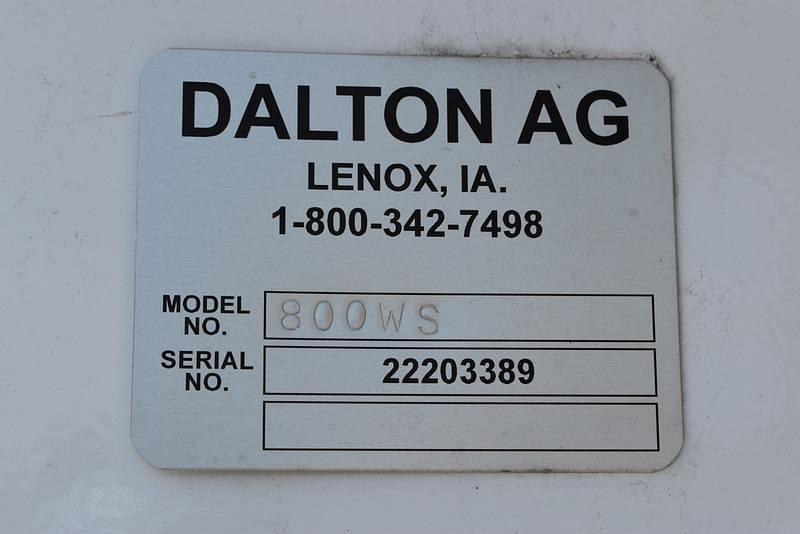 DALTON AG
LENOX, IA.
1-800-342-7498
MODEL NO. 800WS
SERIAL NO. 22203389